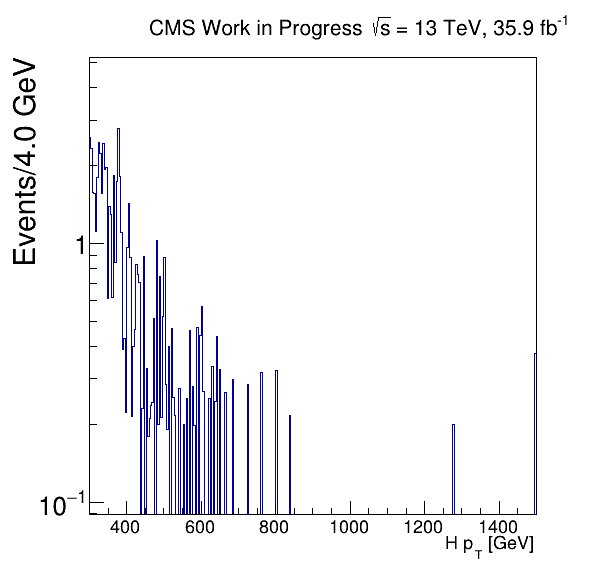 CMS Work in Progress √s = 13 TeV, 35.9 fb⁻¹
Events/4.0 GeV
1
10⁻¹
400 600 800 1000 1200 1400
H p_T [GeV]